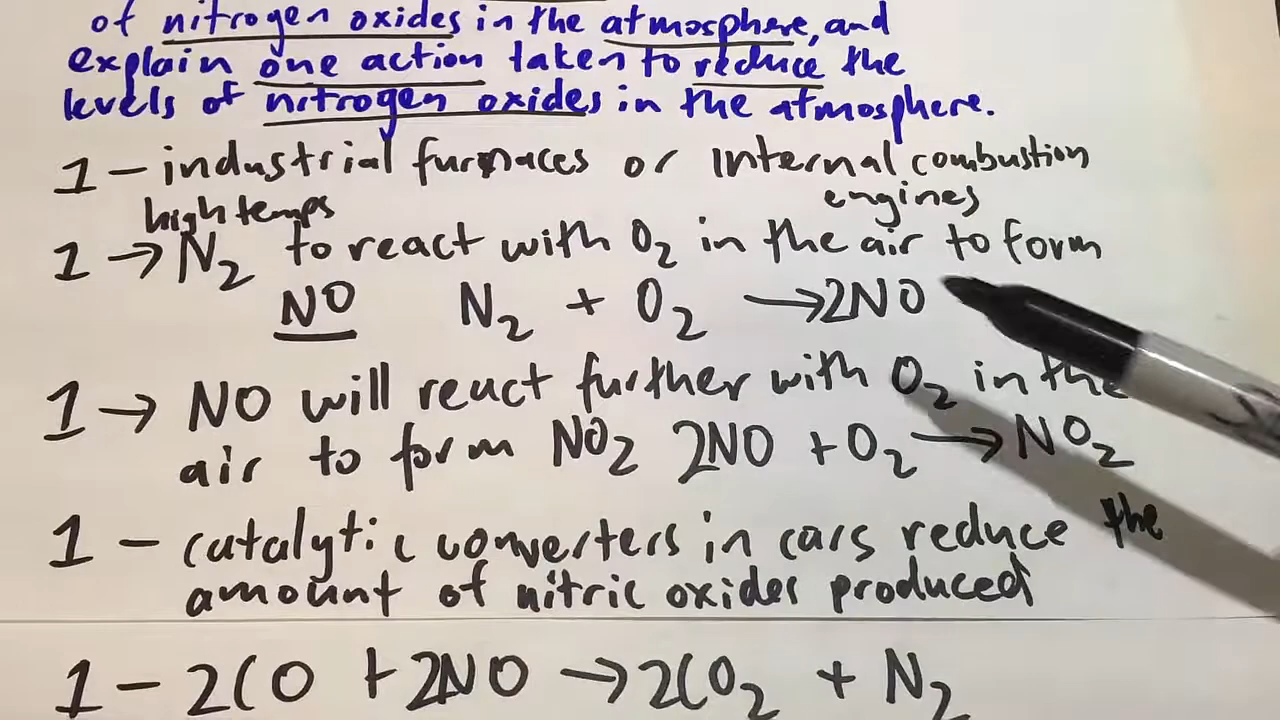 of nitrogen oxides in the atmosphere, and
explain one action taken to reduce the
levels of nitrogen oxides in the atmosphere.
1 - industrial furnaces or internal combustion
engines
high temps
1 → N₂ to react with O₂ in the air to form
NO N₂ + O₂ → 2NO
1 → NO will react further with O₂ in the
air to form NO₂ 2NO + O₂ → NO₂
1 - catalytic converters in cars reduce the
amount of nitric oxides produced
1 - 2CO + 2NO → 2CO₂ + N₂